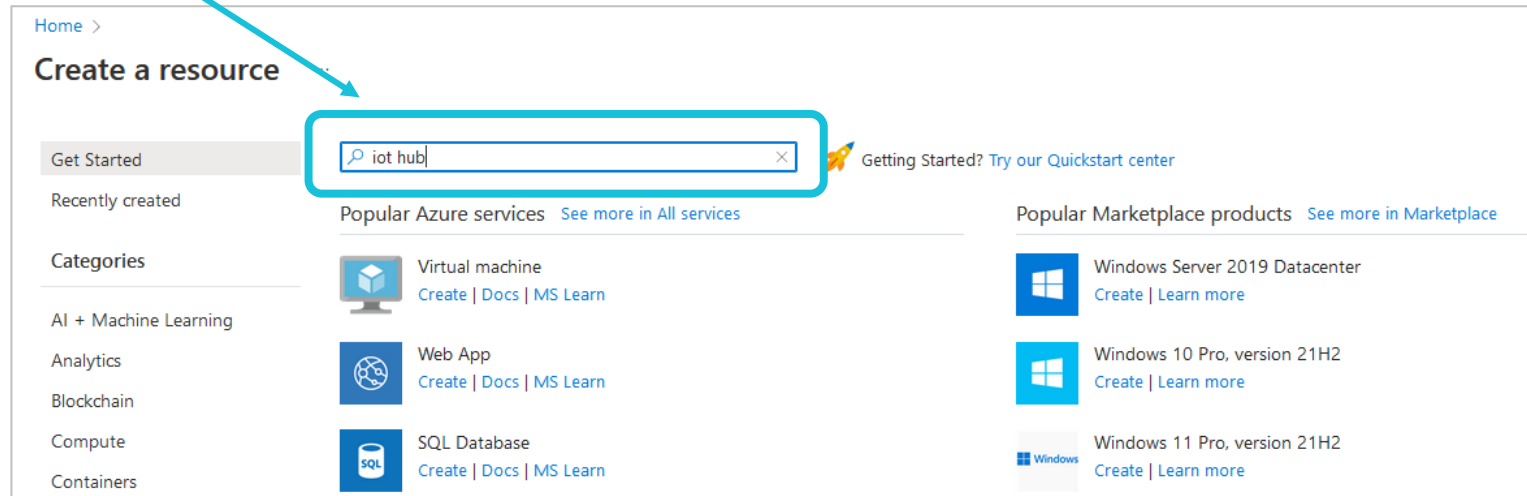 Home >
Create a resource
Get Started
Recently created
Categories
AI + Machine Learning
Analytics
Blockchain
Compute
Containers
iot hub
Getting Started? Try our Quickstart center
Popular Azure services See more in All services
Virtual machine
Create | Docs | MS Learn
Web App
Create | Docs | MS Learn
SQL
SQL Database
Create | Docs | MS Learn
Popular Marketplace products See more in Marketplace
Windows Server 2019 Datacenter
Create | Learn more
Windows 10 Pro, version 21H2
Create | Learn more
Windows
Windows 11 Pro, version 21H2
Create | Learn more